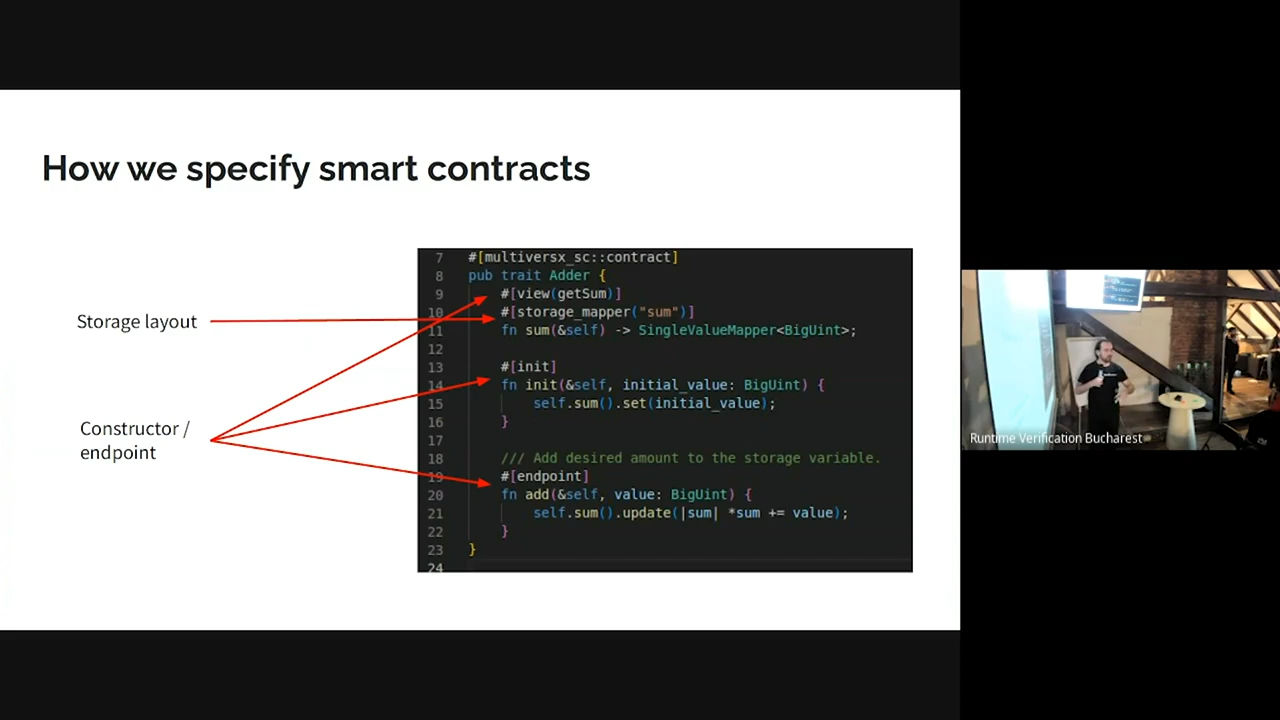 How we specify smart contracts
Storage layout
Constructor /
endpoint
7 #[multiversx_sc::contract]
8 pub trait Adder {
9 #[view(getSum)]
10 #[storage_mapper("sum")]
11 fn sum(&self) -> SingleValueMapper<BigUint>;
12
13 #[init]
14 fn init(&self, initial_value: BigUint) {
15 self.sum().set(initial_value);
16 }
17
18 /// Add desired amount to the storage variable.
19 #[endpoint]
20 fn add(&self, value: BigUint) {
21 self.sum().update(|sum| *sum += value);
22 }
23 }
24
Runtime Verification Bucharest